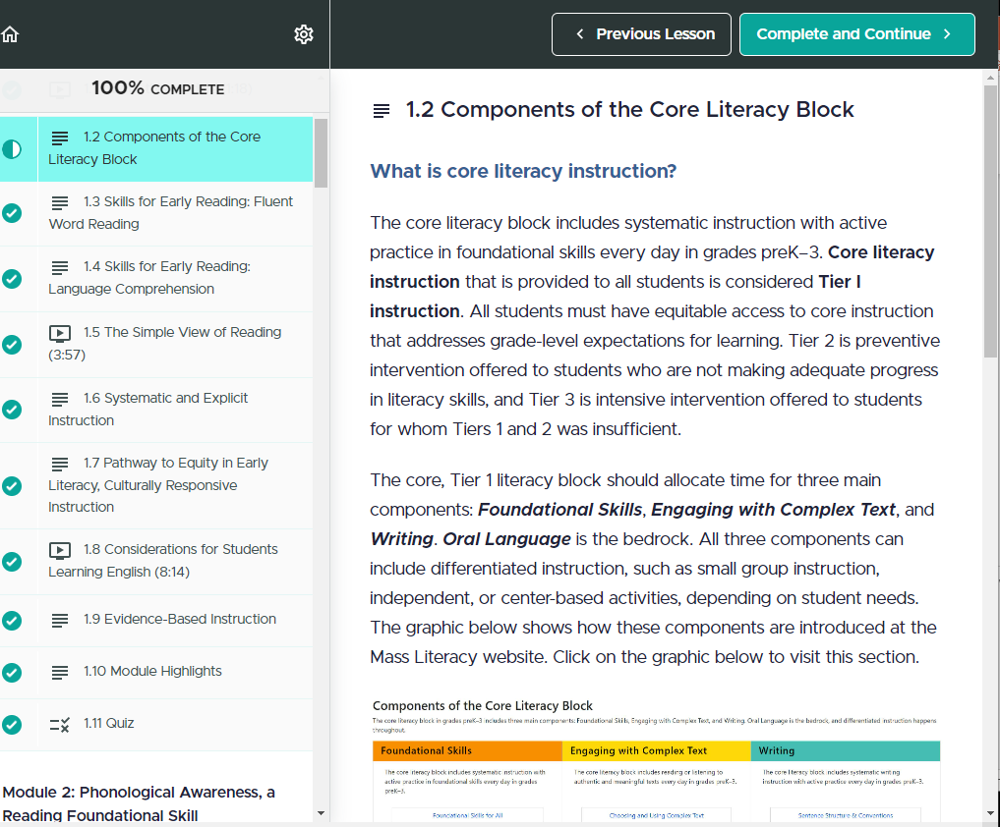 Previous Lesson
Complete and Continue
100% COMPLETE
1.2 Components of the Core
Literacy Block
1.3 Skills for Early Reading: Fluent
Word Reading
1.4 Skills for Early Reading:
Language Comprehension
1.5 The Simple View of Reading
(3:57)
1.6 Systematic and Explicit
Instruction
1.7 Pathway to Equity in Early
Literacy, Culturally Responsive
Instruction
1.8 Considerations for Students
Learning English (8:14)
1.9 Evidence-Based Instruction
1.10 Module Highlights
1.11 Quiz
Module 2: Phonological Awareness, a
Reading Foundational Skill
1.2 Components of the Core Literacy Block
What is core literacy instruction?
The core literacy block includes systematic instruction with active
practice in foundational skills every day in grades preK–3. Core literacy
instruction that is provided to all students is considered Tier I
instruction. All students must have equitable access to core instruction
that addresses grade-level expectations for learning. Tier 2 is preventive
intervention offered to students who are not making adequate progress
in literacy skills, and Tier 3 is intensive intervention offered to students
for whom Tiers 1 and 2 was insufficient.
The core, Tier 1 literacy block should allocate time for three main
components: Foundational Skills, Engaging with Complex Text, and
Writing. Oral Language is the bedrock. All three components can
include differentiated instruction, such as small group instruction,
independent, or center-based activities, depending on student needs.
The graphic below shows how these components are introduced at the
Mass Literacy website. Click on the graphic below to visit this section.
Components of the Core Literacy Block
The core literacy block in grades preK–3 includes three main components: Foundational Skills, Engaging with Complex Text, and Writing. Oral Language is the bedrock, and differentiated instruction happens
throughout.
Foundational Skills
The core literacy block includes systematic instruction with
active practice in foundational skills every day in grades
preK–3.
Foundational Skills for All
Engaging with Complex Text
The core literacy block includes reading or listening to
authentic and meaningful texts every day in grades preK–3.
Choosing and Using Complex Text
Writing
The core literacy block includes systematic writing
instruction with active practice every day in grades preK–3.
Sentence Structure & Conventions